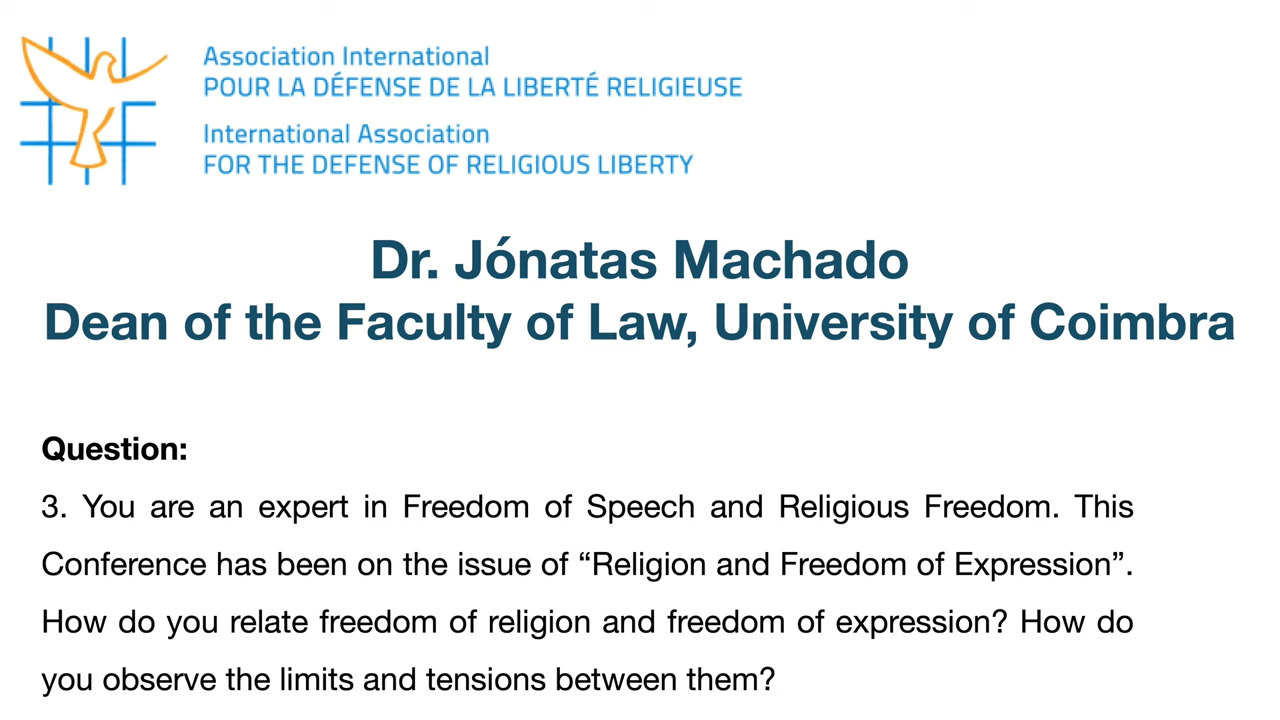 Association International
POUR LA DÉFENSE DE LA LIBERTÉ RELIGIEUSE
International Association
FOR THE DEFENSE OF RELIGIOUS LIBERTY
Dr. Jónatas Machado
Dean of the Faculty of Law, University of Coimbra
Question:
3. You are an expert in Freedom of Speech and Religious Freedom. This
Conference has been on the issue of “Religion and Freedom of Expression”.
How do you relate freedom of religion and freedom of expression? How do
you observe the limits and tensions between them?